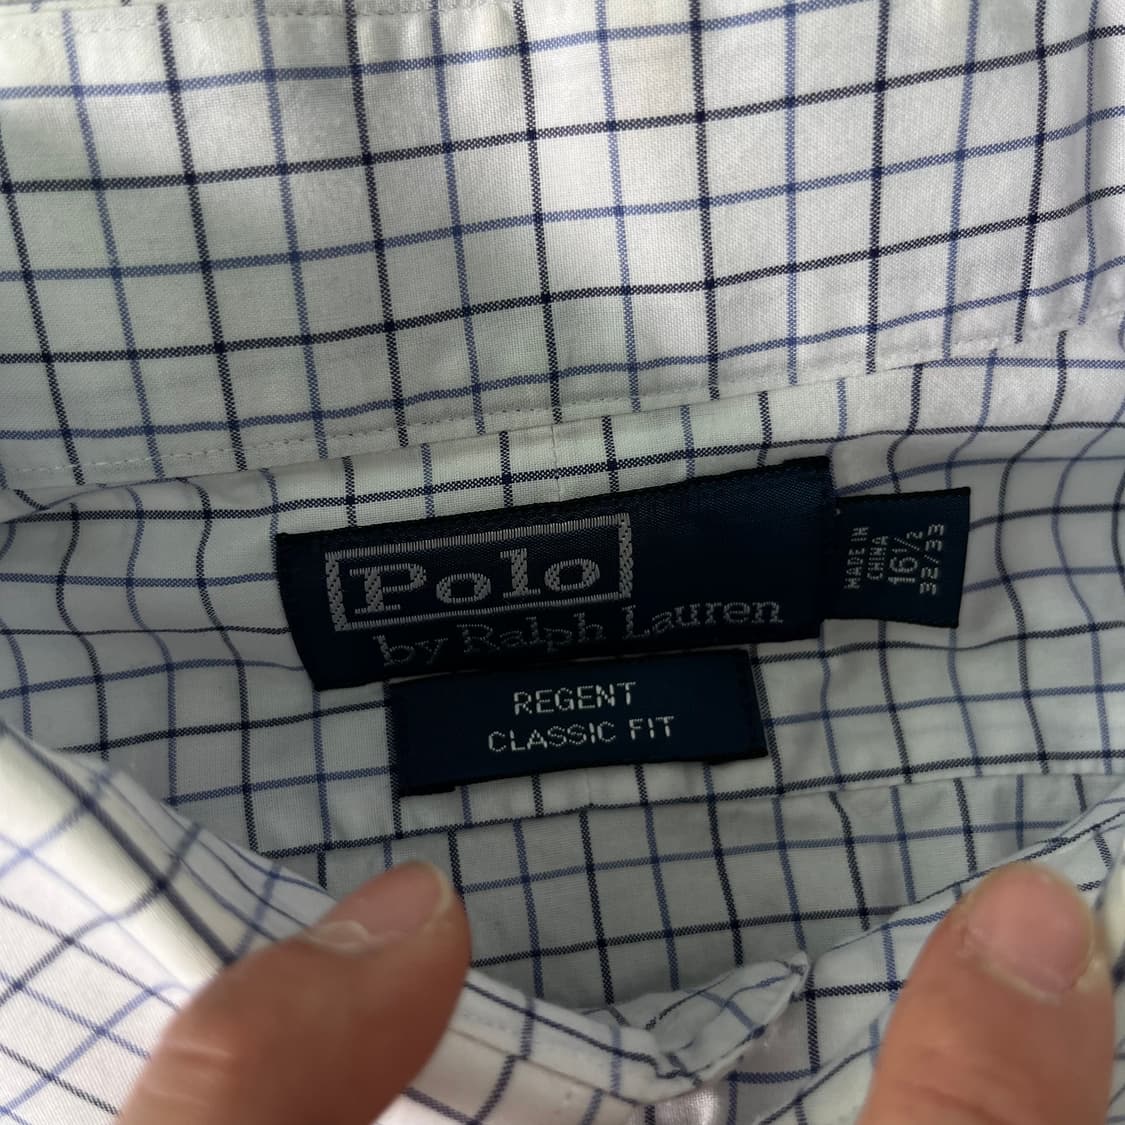 Polo
by Ralph Lauren
REGENT
CLASSIC FIT
MADE IN
CHINA
16½
32/33